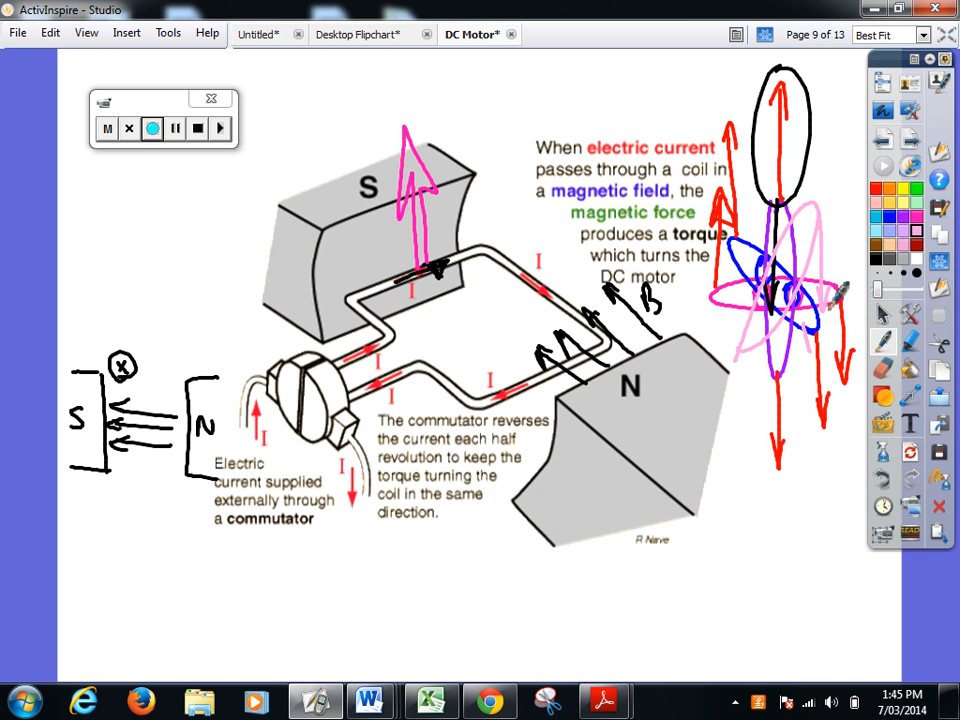 ActivInspire - Studio
File Edit View Insert Tools Help
Untitled* Desktop Flipchart* DC Motor*
Page 9 of 13
Best Fit
M
S
When electric current
passes through a coil in
a magnetic field, the
magnetic force
produces a torque
which turns the
DC motor
I
I
I
B
I
I
I
N
x
S
N
I
I
The commutator reverses
the current each half
revolution to keep the
torque turning the
coil in the same
direction.
Electric
current supplied
externally through
a commutator
R Nave
1:45 PM
7/03/2014